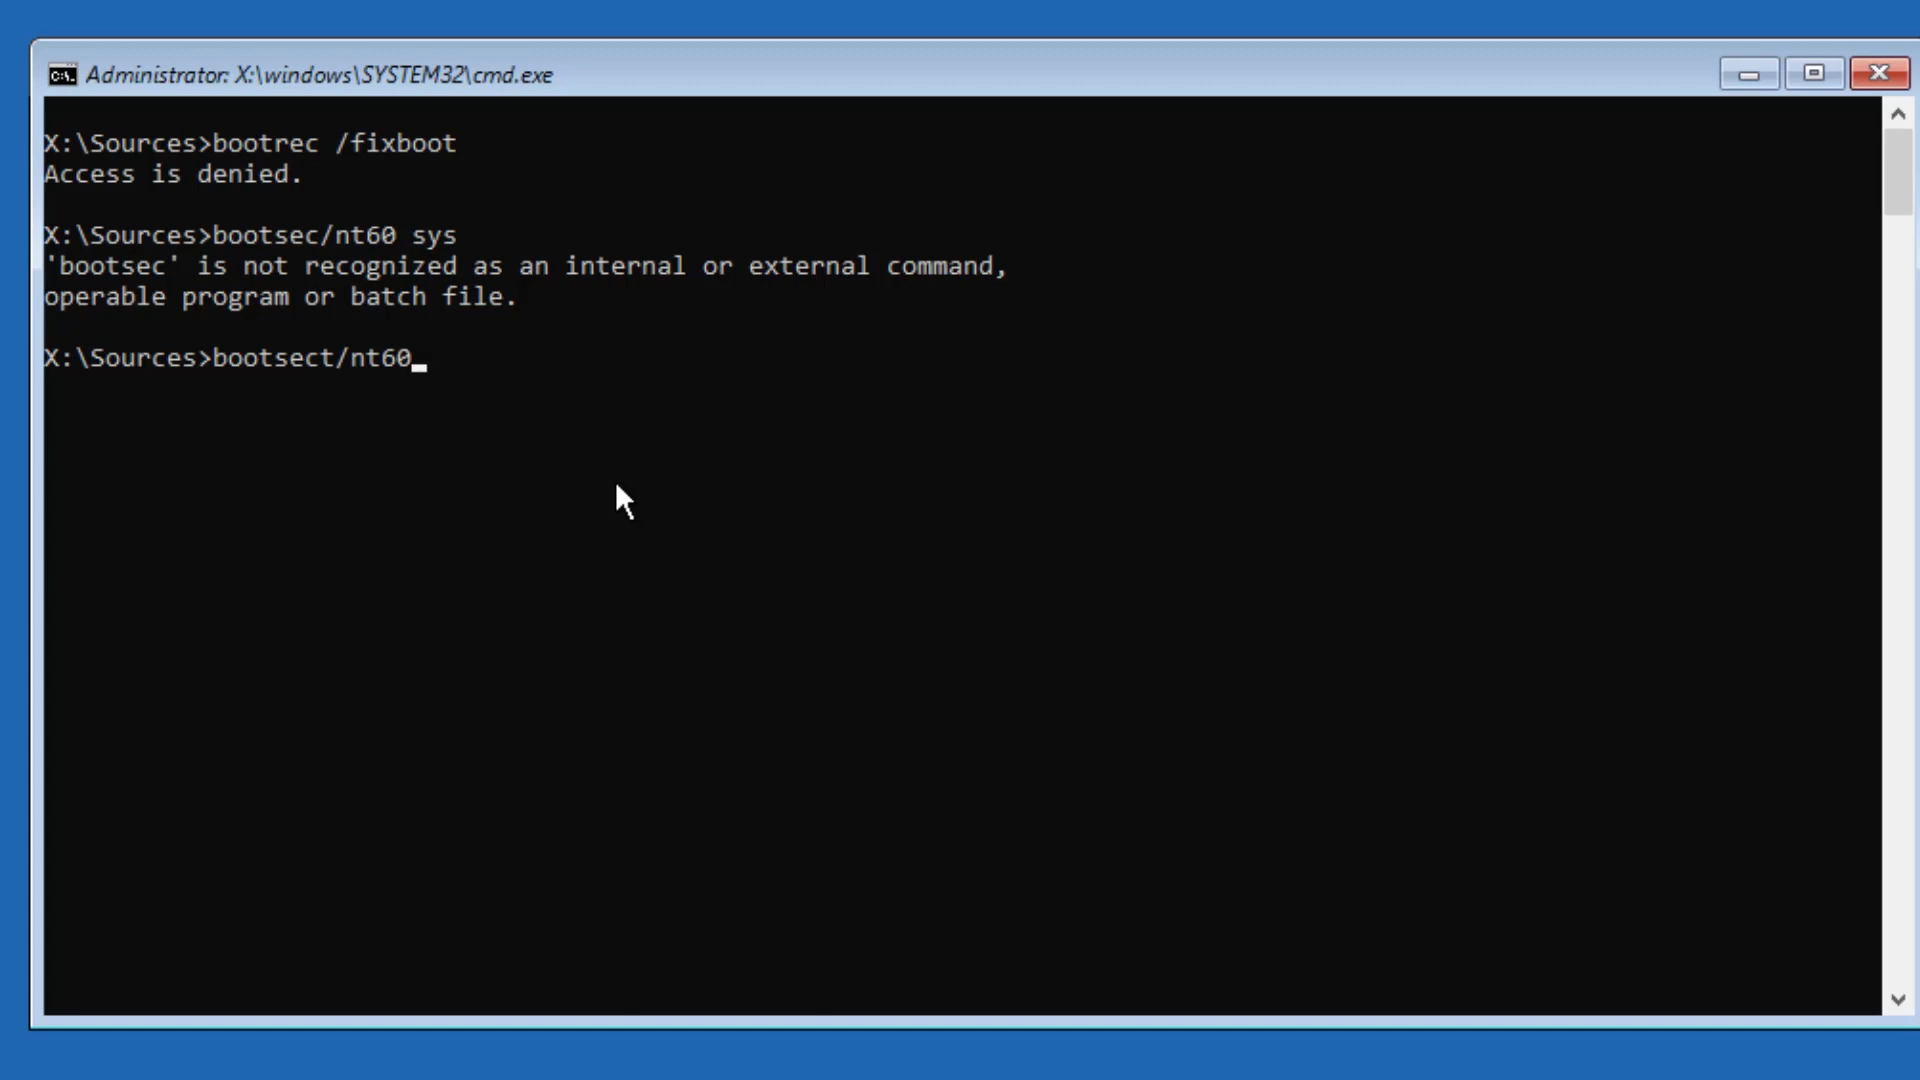 Administrator: X:\windows\SYSTEM32\cmd.exe
X:\Sources>bootrec /fixboot
Access is denied.
X:\Sources>bootsec/nt60 sys
'bootsec' is not recognized as an internal or external command,
operable program or batch file.
X:\Sources>bootsect/nt60